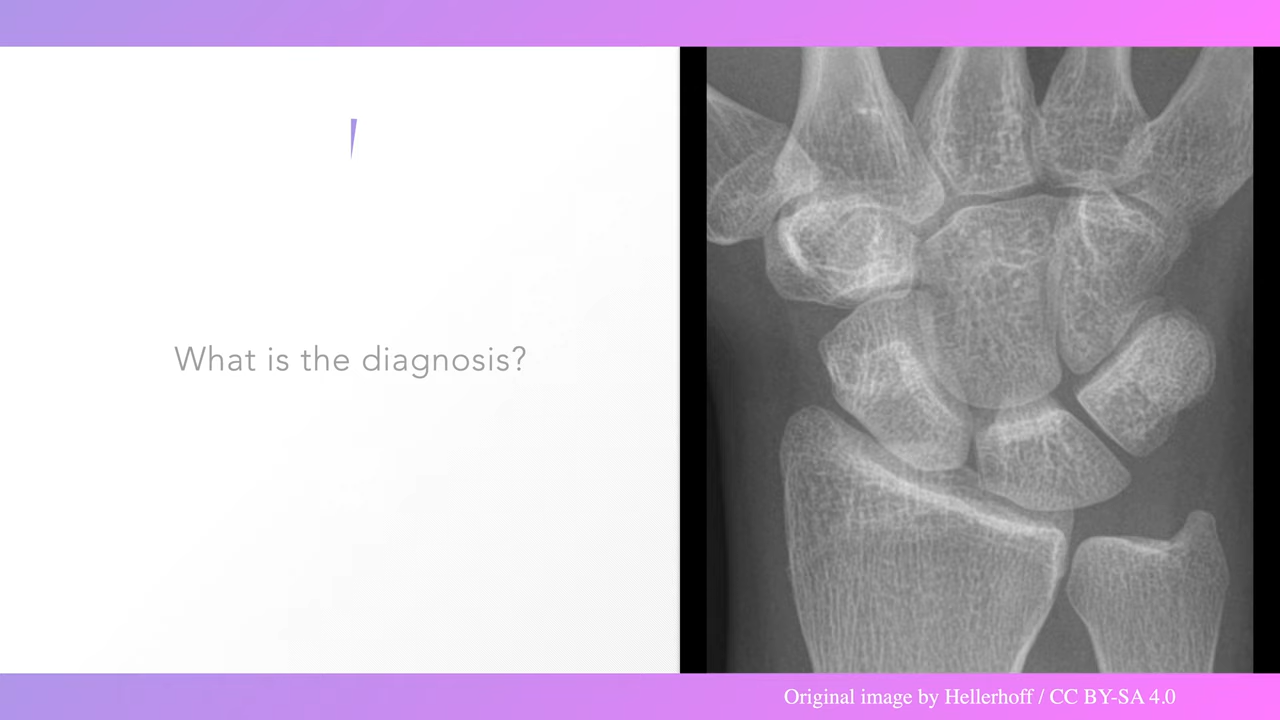 What is the diagnosis?
Original image by Hellerhoff / CC BY-SA 4.0